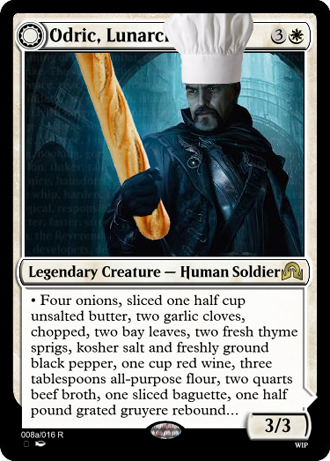 Odric, Lunarc
3
Legendary Creature — Human Soldier
• Four onions, sliced one half cup
unsalted butter, two garlic cloves,
chopped, two bay leaves, two fresh thyme
sprigs, kosher salt and freshly ground
black pepper, one cup red wine, three
tablespoons all-purpose flour, two quarts
beef broth, one sliced baguette, one half
pound grated gruyere rebound...
3/3
008a/016 R
WIP